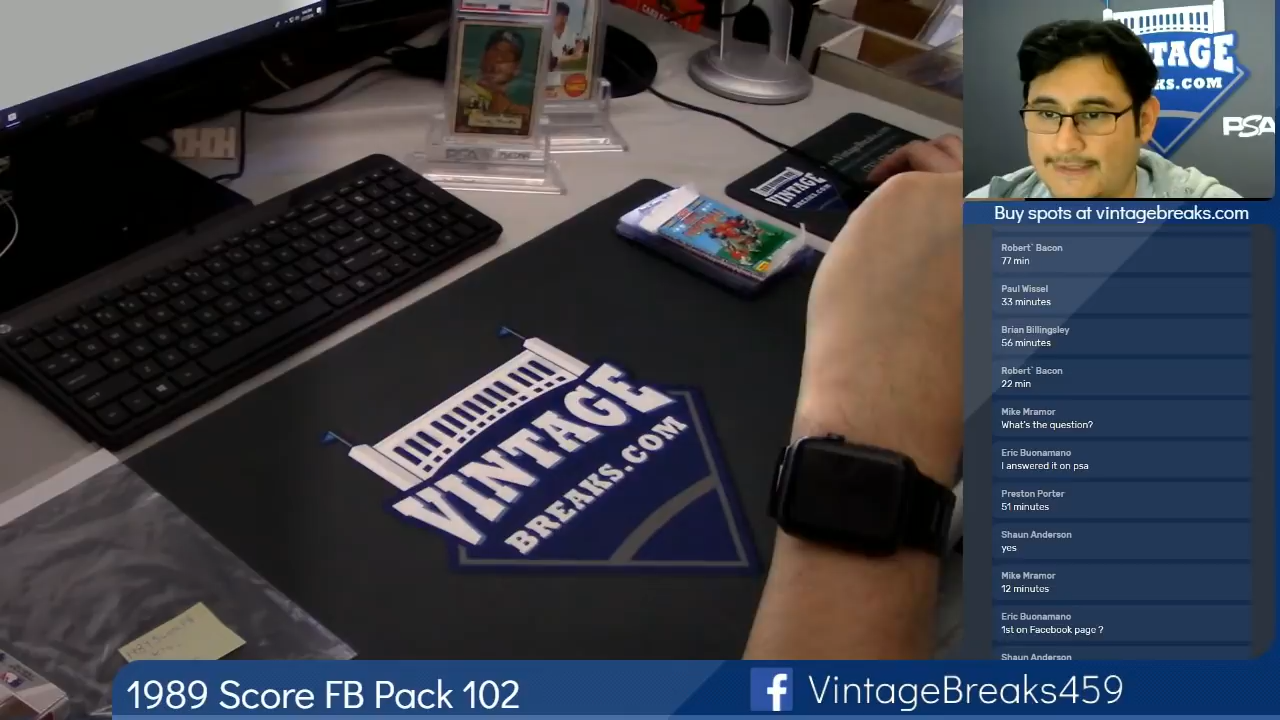 VINTAGE
BREAKS.COM
VINTAGE
BREAKS.COM
PSA
Buy spots at vintagebreaks.com
Robert` Bacon
77 min
Paul Wissel
33 minutes
Brian Billingsley
56 minutes
Robert` Bacon
22 min
Mike Mramor
What's the question?
Eric Buonamano
I answered it on psa
Preston Porter
51 minutes
Shaun Anderson
yes
Mike Mramor
12 minutes
Eric Buonamano
1st on Facebook page ?
Shaun Anderson
1989 Score FB Pack 102
VintageBreaks459